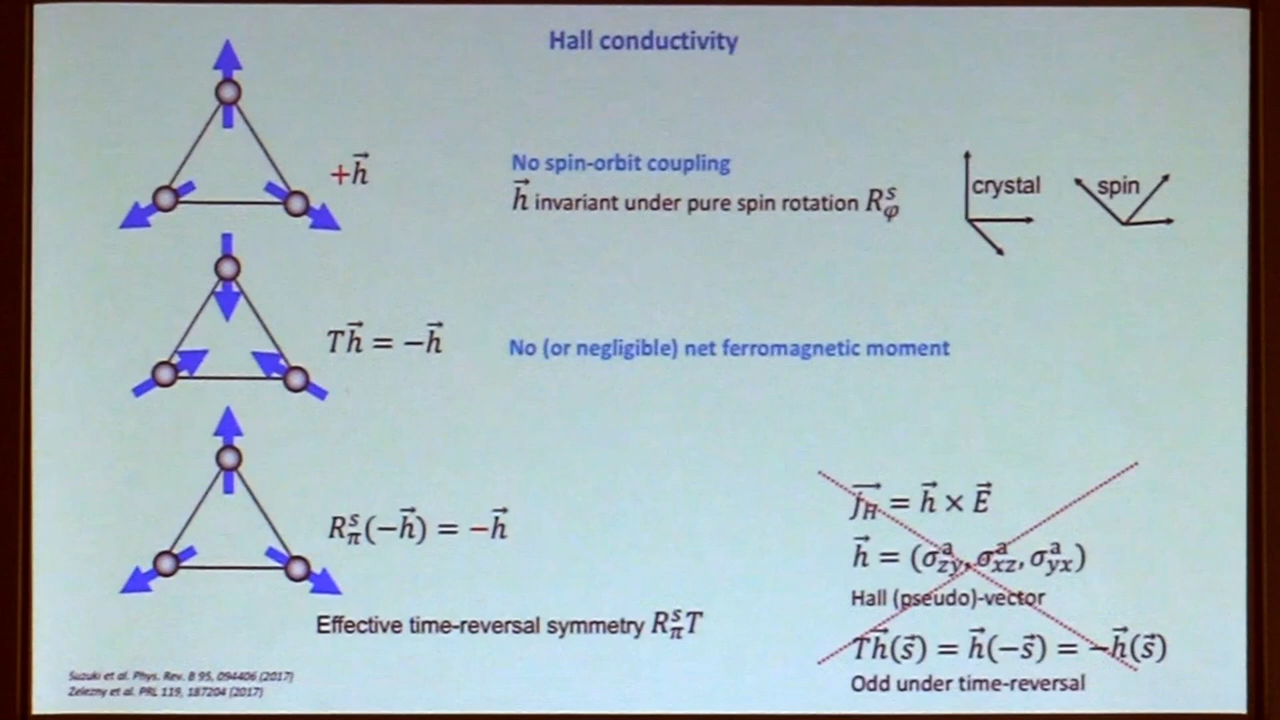 Hall conductivity
+h⃗
No spin-orbit coupling
h⃗ invariant under pure spin rotation R^s_φ
crystal
spin
Th⃗ = −h⃗
No (or negligible) net ferromagnetic moment
R^s_π(−h⃗) = −h⃗
Effective time-reversal symmetry R^s_π T
j_H⃗ = h⃗ × E⃗
h⃗ = (σ^a_zy, σ^a_xz, σ^a_yx)
Hall (pseudo)-vector
Th⃗(s⃗) = h⃗(−s⃗) = −h⃗(s⃗)
Odd under time-reversal
Suzuki et al. Phys. Rev. B 95, 094406 (2017)
Zelezny et al. PRL 119, 187204 (2017)